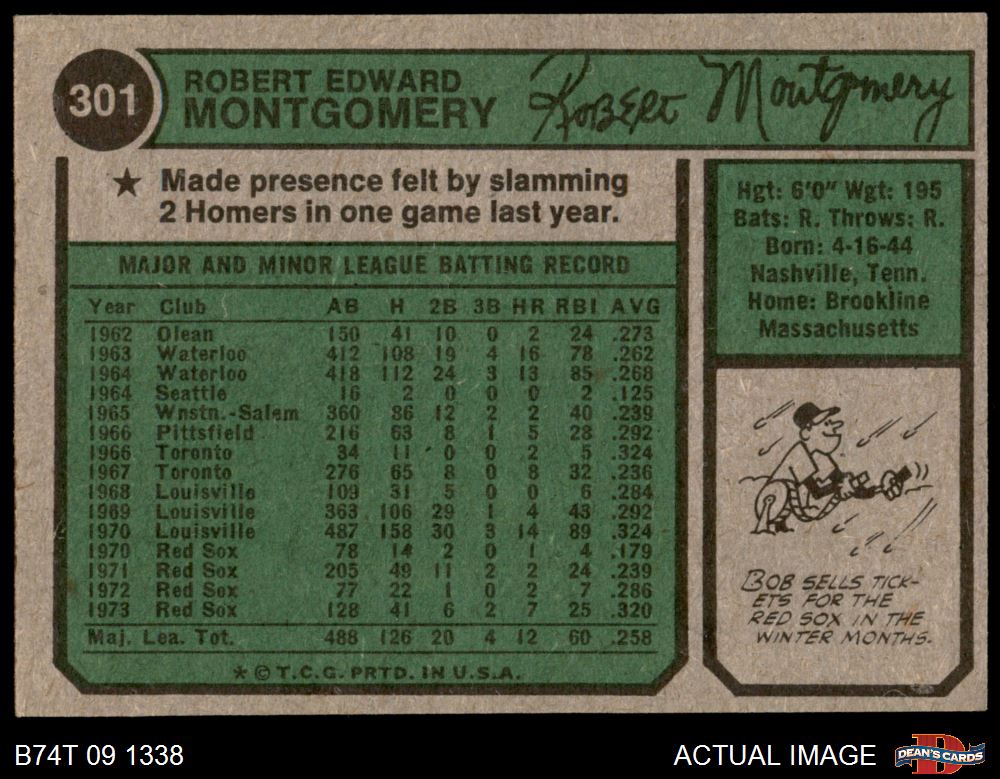 301
ROBERT EDWARD
MONTGOMERY
Robert Montgomery
★ Made presence felt by slamming
2 Homers in one game last year.
MAJOR AND MINOR LEAGUE BATTING RECORD
Year Club AB H 2B 3B HR RBI AVG
1962 Olean 150 41 10 0 2 24 .273
1963 Waterloo 412 108 19 4 16 78 .262
1964 Waterloo 418 112 24 3 13 85 .268
1964 Seattle 16 2 0 0 0 2 .125
1965 Wnstn.-Salem 360 86 12 2 2 40 .239
1966 Pittsfield 216 63 8 1 5 28 .292
1966 Toronto 34 11 0 0 2 5 .324
1967 Toronto 276 65 8 0 8 32 .236
1968 Louisville 109 31 5 0 0 6 .284
1969 Louisville 363 106 29 1 4 43 .292
1970 Louisville 487 158 30 3 14 89 .324
1970 Red Sox 78 14 2 0 1 4 .179
1971 Red Sox 205 49 11 2 2 24 .239
1972 Red Sox 77 22 1 0 2 7 .286
1973 Red Sox 128 41 6 2 7 25 .320
Maj. Lea. Tot. 488 126 20 4 12 60 .258
* © T.C.G. PRTD. IN U.S.A.
Hgt: 6'0" Wgt: 195
Bats: R. Throws: R.
Born: 4-16-44
Nashville, Tenn.
Home: Brookline
Massachusetts
BOB SELLS TICK-
ETS FOR THE
RED SOX IN THE
WINTER MONTHS.
B74T 09 1338
ACTUAL IMAGE
DEAN'S CARDS